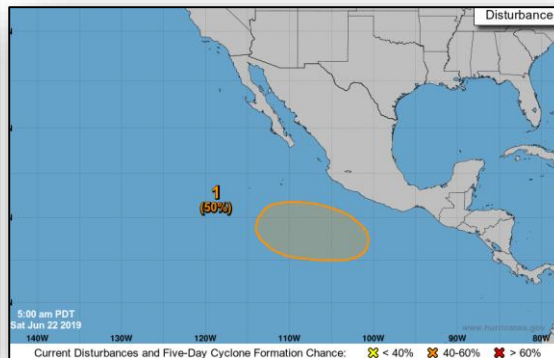 Disturbance
1
(50%)
5:00 am PDT
Sat Jun 22 2019
www.hurricanes.gov
140W 130W 120W 110W 100W 90W 80W
Current Disturbances and Five-Day Cyclone Formation Chance: < 40% 40-60% > 60%